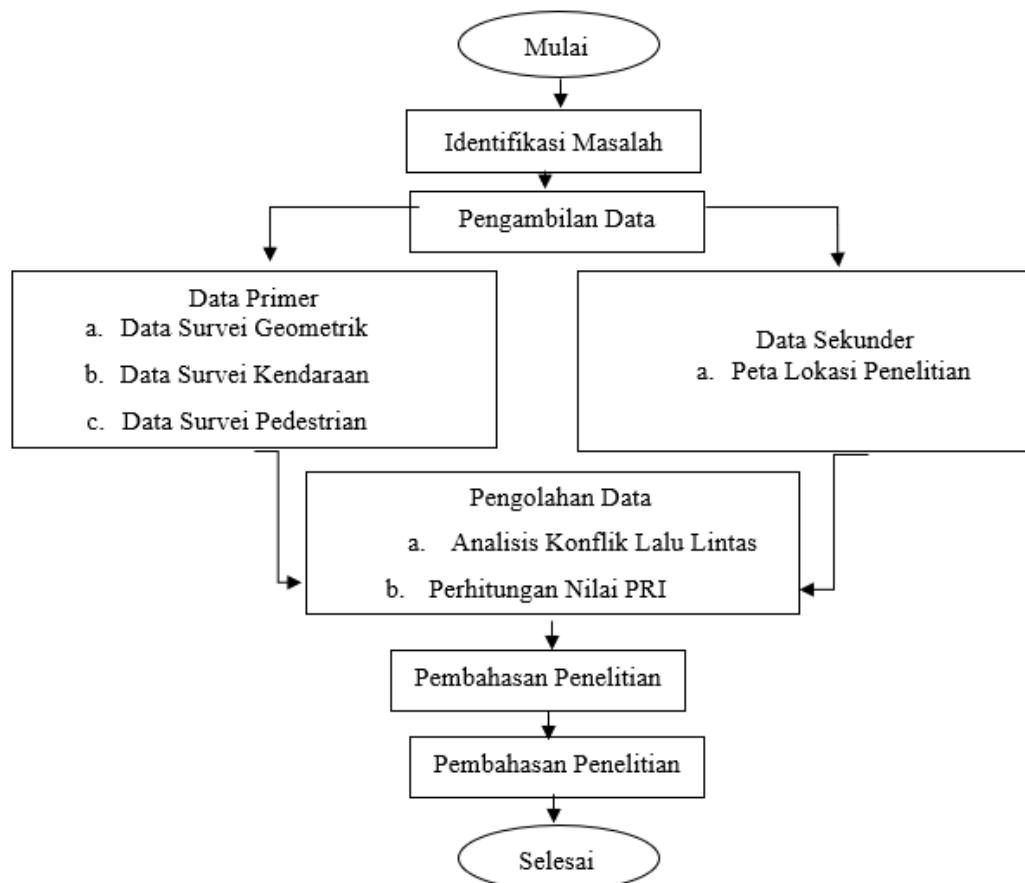 Mulai
Identifikasi Masalah
Pengambilan Data
Data Primer
a. Data Survei Geometrik
b. Data Survei Kendaraan
c. Data Survei Pedestrian
Data Sekunder
a. Peta Lokasi Penelitian
Pengolahan Data
a. Analisis Konflik Lalu Lintas
b. Perhitungan Nilai PRI
Pembahasan Penelitian
Pembahasan Penelitian
Selesai